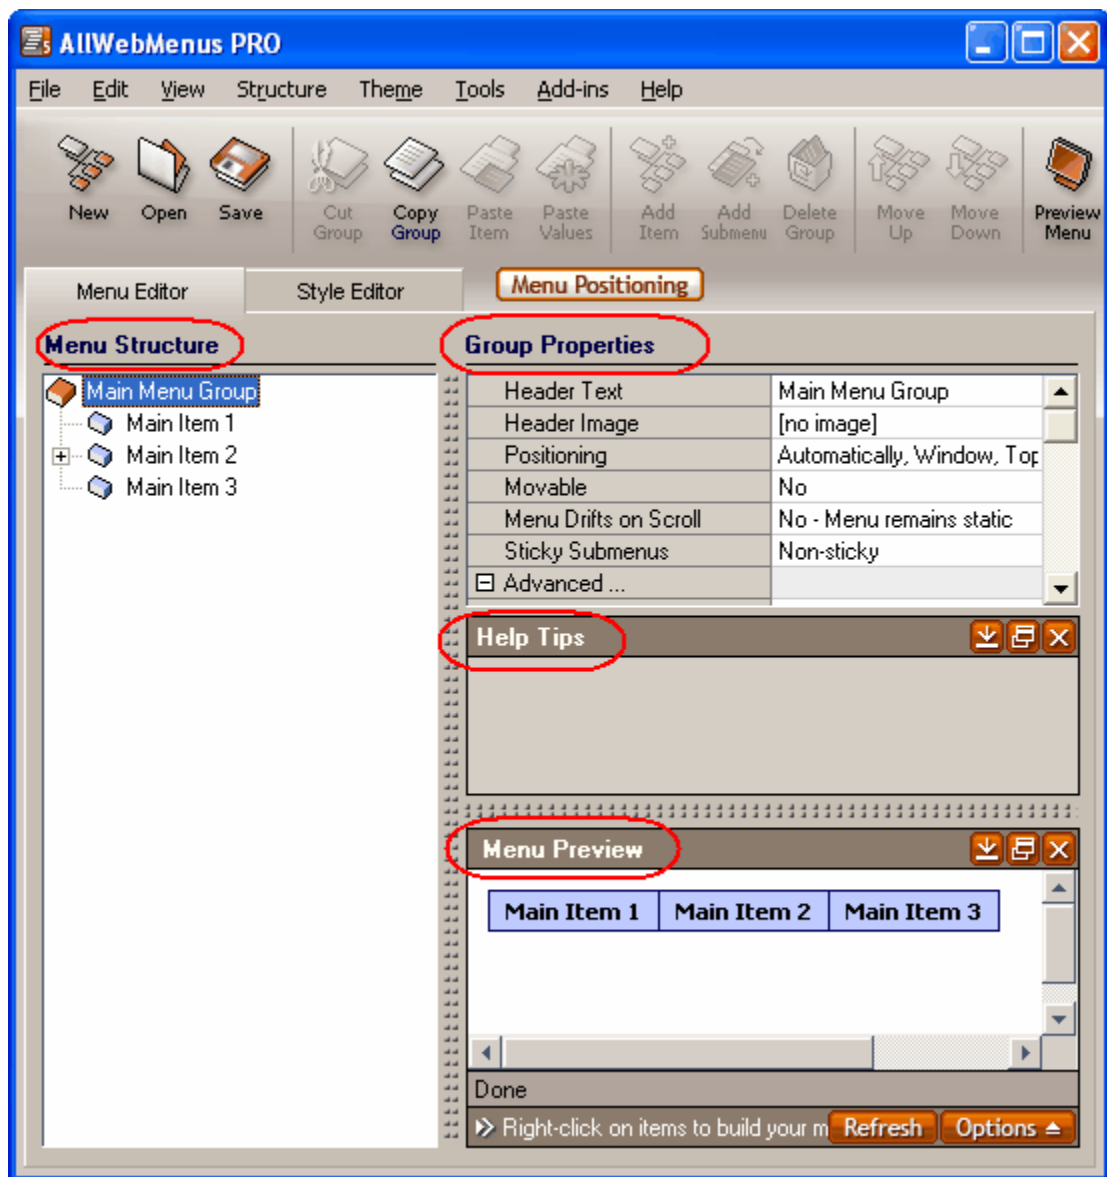 AllWebMenus PRO
File Edit View Structure Theme Tools Add-ins Help
New Open Save Cut Group Copy Group Paste Item Paste Values Add Item Add Submenu Delete Group Move Up Move Down Preview Menu
Menu Editor Style Editor Menu Positioning
Menu Structure
Main Menu Group
Main Item 1
Main Item 2
Main Item 3
Group Properties
Header Text Main Menu Group
Header Image [no image]
Positioning Automatically, Window, Top
Movable No
Menu Drifts on Scroll No - Menu remains static
Sticky Submenus Non-sticky
Advanced ...
Help Tips
Menu Preview
Main Item 1 Main Item 2 Main Item 3
Done
Right-click on items to build your m Refresh Options